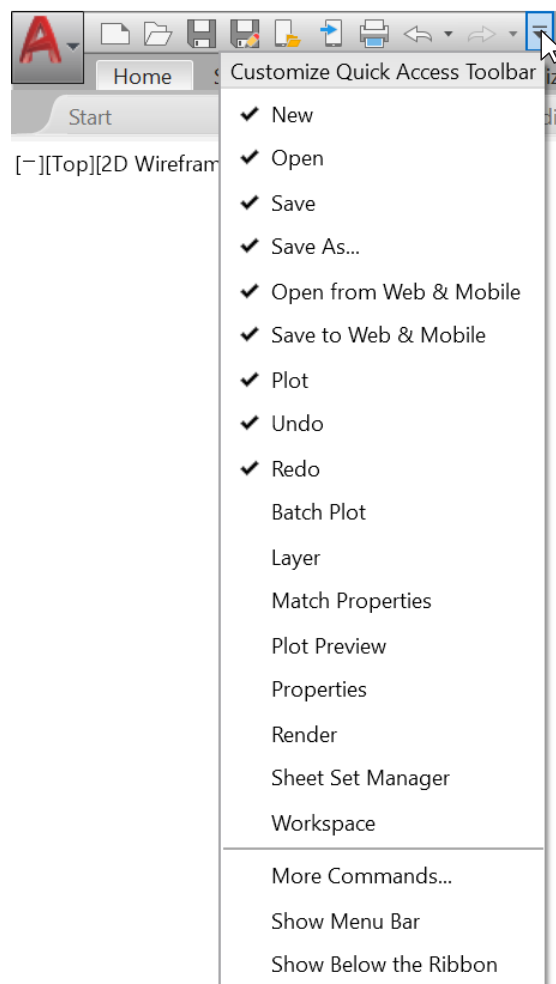 A
Home
Customize Quick Access Toolbar
Start
New
Open
[−][Top][2D Wirefram
Save
Save As...
Open from Web & Mobile
Save to Web & Mobile
Plot
Undo
Redo
Batch Plot
Layer
Match Properties
Plot Preview
Properties
Render
Sheet Set Manager
Workspace
More Commands...
Show Menu Bar
Show Below the Ribbon